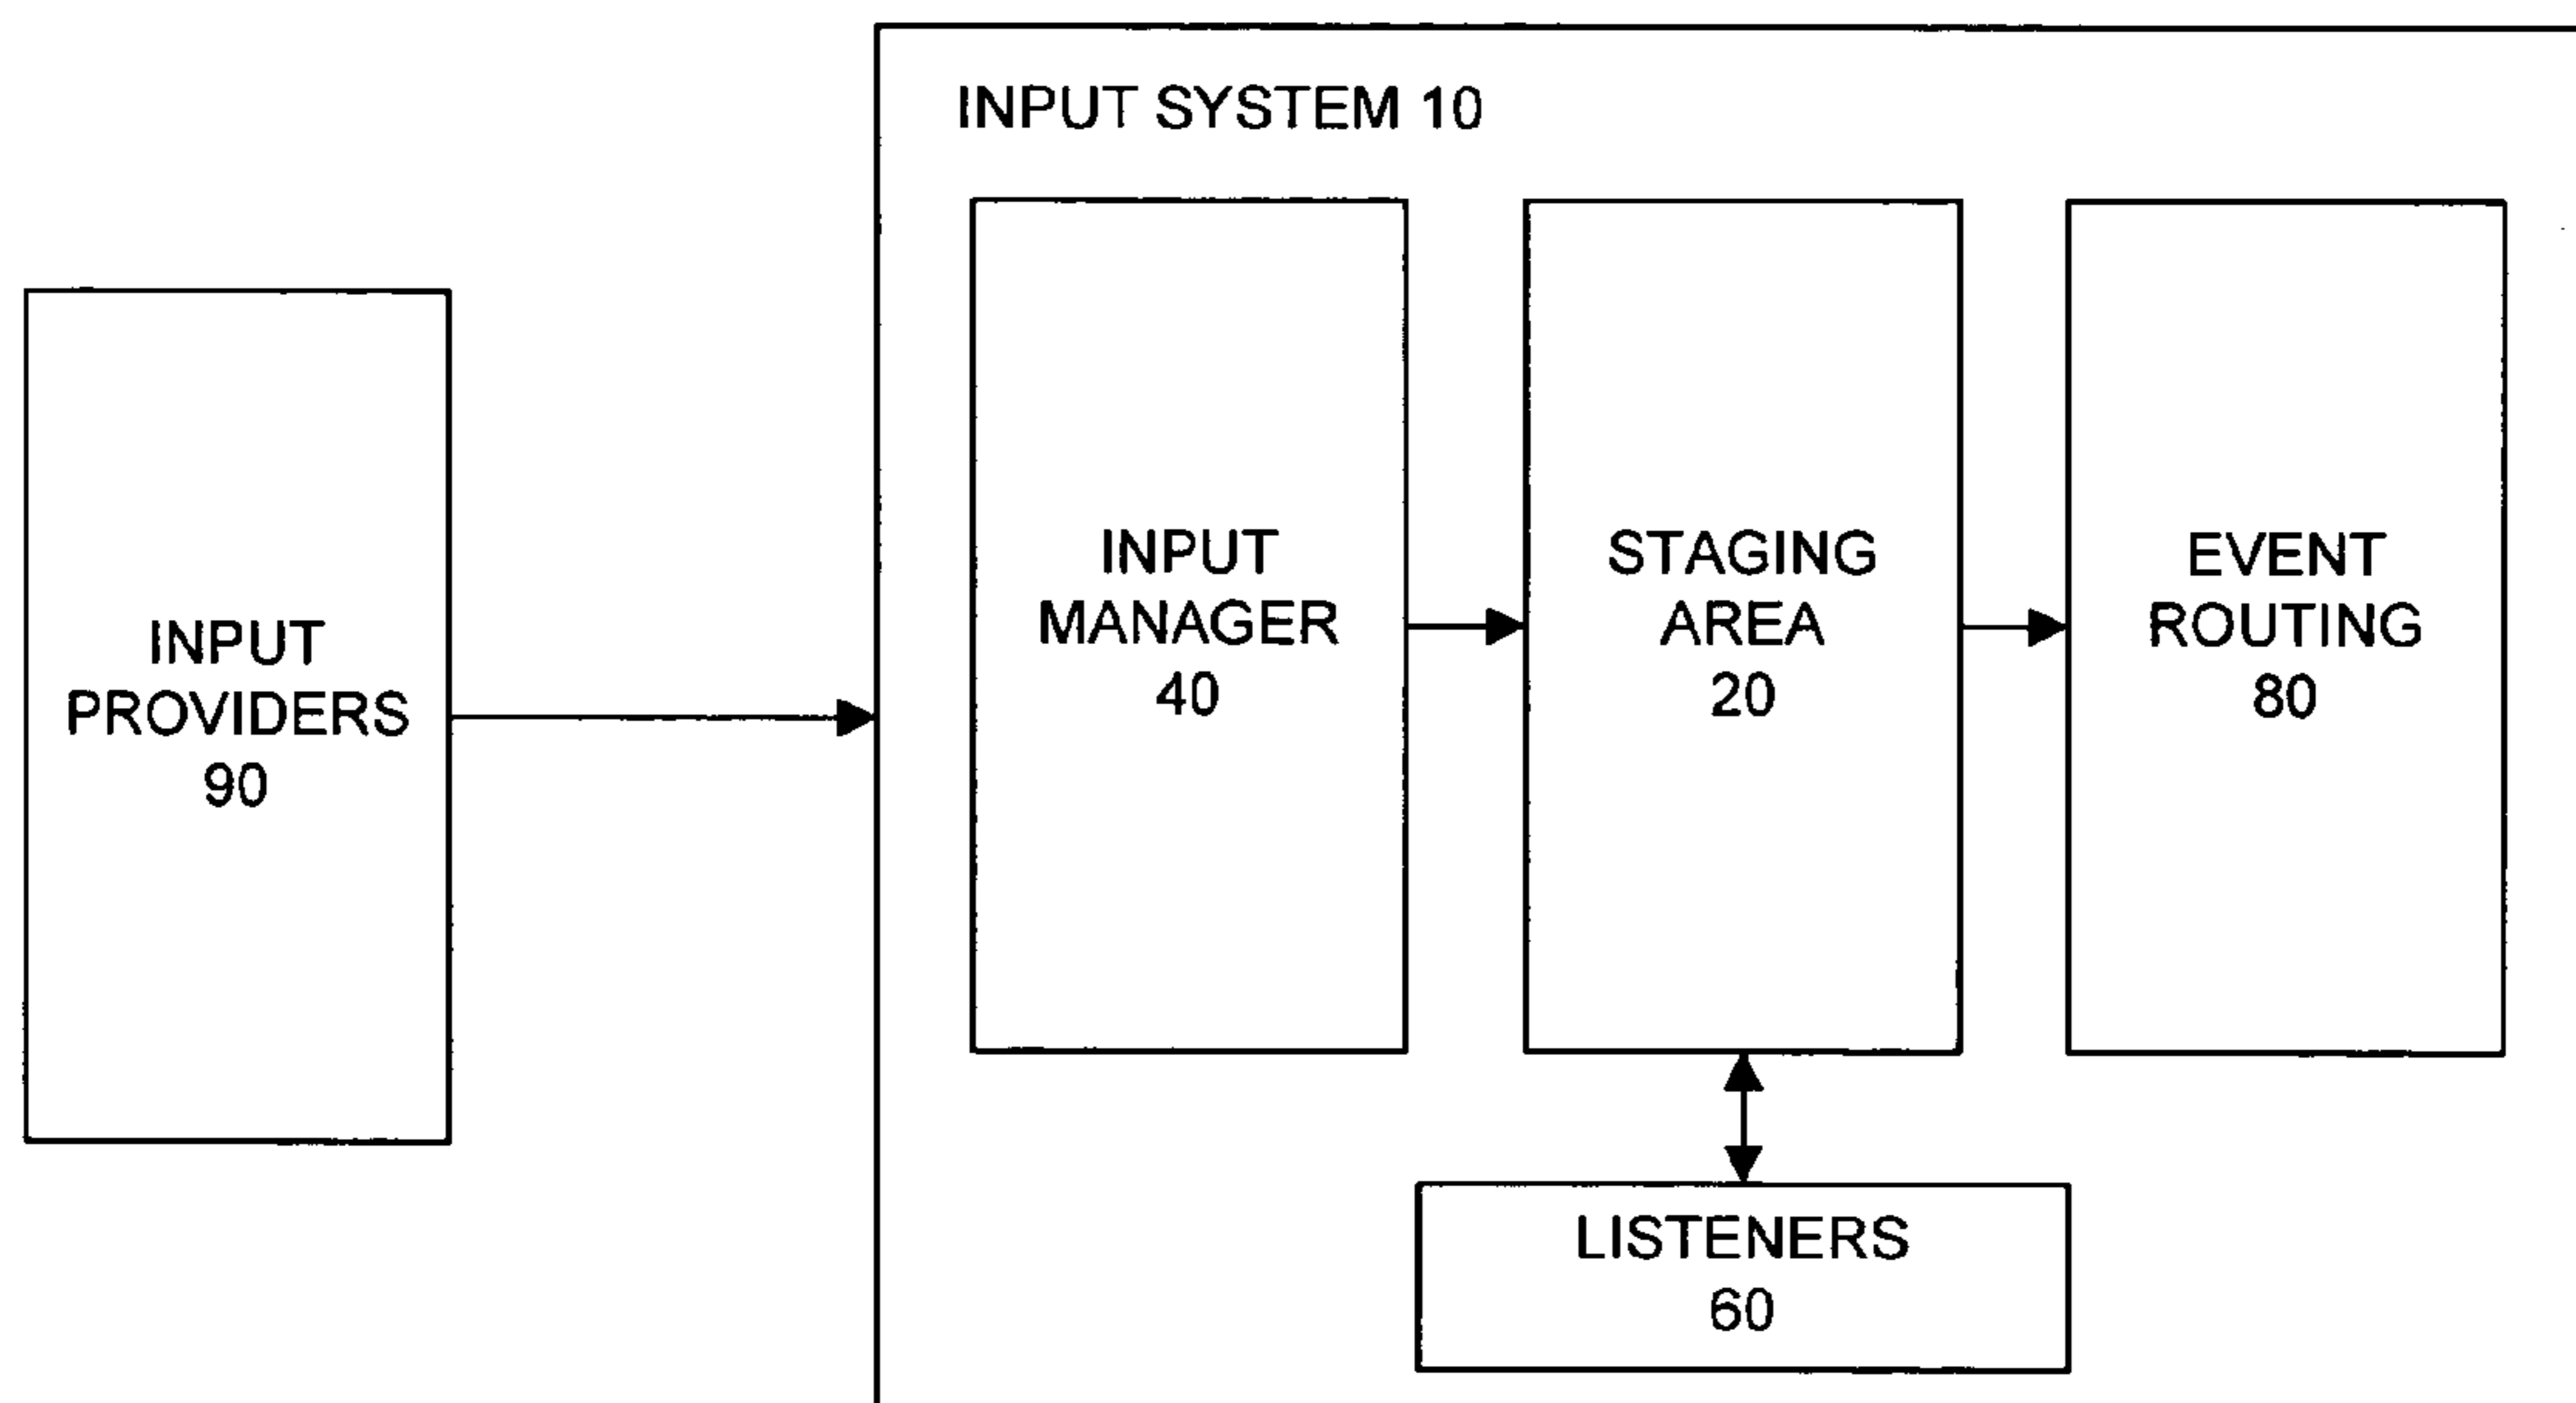 INPUT SYSTEM 10
INPUT
PROVIDERS
90
INPUT
MANAGER
40
STAGING
AREA
20
EVENT
ROUTING
80
LISTENERS
60